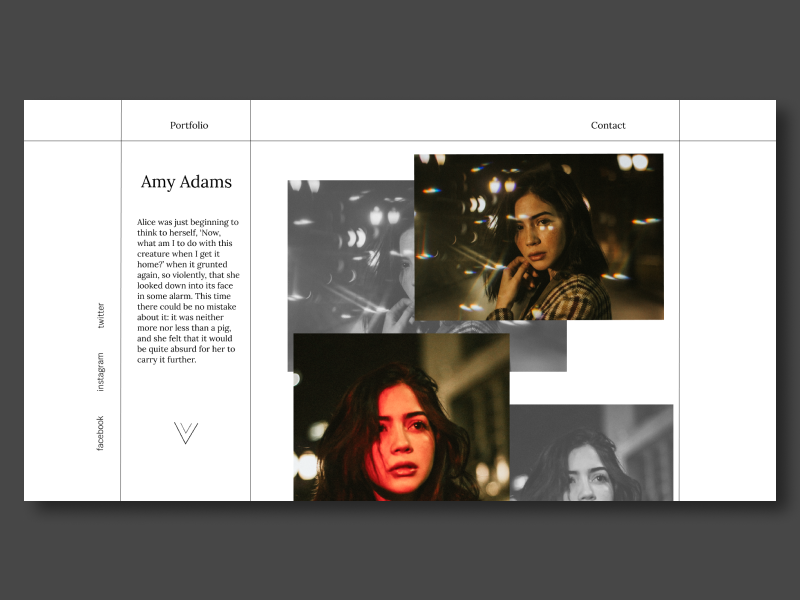 Portfolio
Contact
Amy Adams
Alice was just beginning to
think to herself, 'Now,
what am I to do with this
creature when I get it
home?' when it grunted
again, so violently, that she
looked down into its face
in some alarm. This time
there could be no mistake
about it: it was neither
more nor less than a pig,
and she felt that it would
be quite absurd for her to
carry it further.
twitter
instagram
facebook